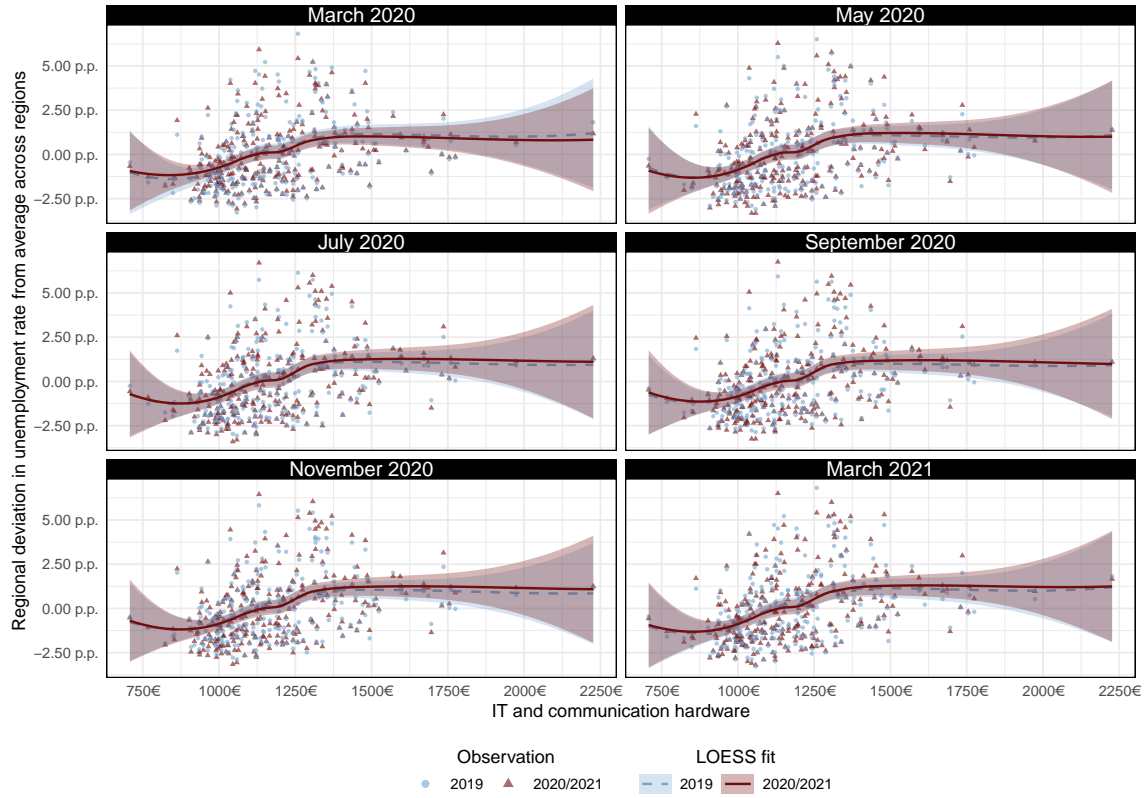 March 2020
May 2020
5.00 p.p.
2.50 p.p.
0.00 p.p.
−2.50 p.p.
July 2020
September 2020
5.00 p.p.
2.50 p.p.
0.00 p.p.
−2.50 p.p.
November 2020
March 2021
5.00 p.p.
2.50 p.p.
0.00 p.p.
−2.50 p.p.
Regional deviation in unemployment rate from average across regions
750€ 1000€ 1250€ 1500€ 1750€ 2000€ 2250€
750€ 1000€ 1250€ 1500€ 1750€ 2000€ 2250€
IT and communication hardware
Observation
2019 2020/2021
LOESS fit
2019 2020/2021